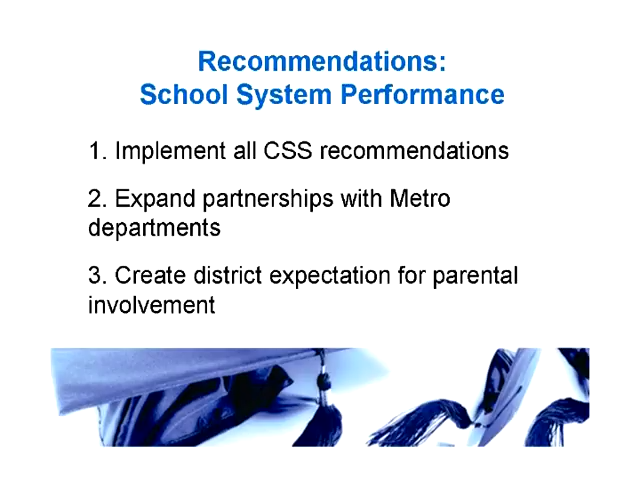 Recommendations:
School System Performance
1. Implement all CSS recommendations
2. Expand partnerships with Metro
departments
3. Create district expectation for parental
involvement